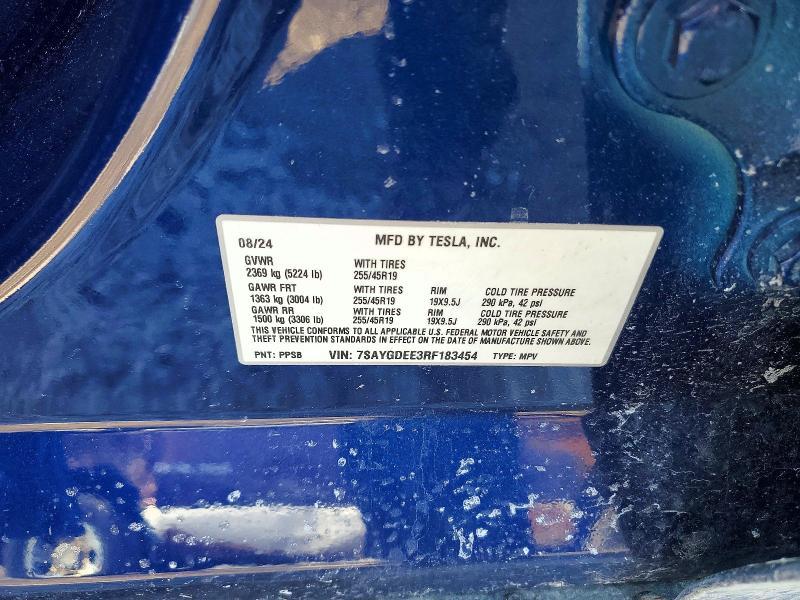 08/24 MFD BY TESLA, INC.
GVWR
2369 kg (5224 lb) WITH TIRES 255/45R19
GAWR FRT WITH TIRES RIM COLD TIRE PRESSURE
1363 kg (3004 lb) 255/45R19 19X9.5J 290 kPa, 42 psi
GAWR RR WITH TIRES RIM COLD TIRE PRESSURE
1500 kg (3306 lb) 255/45R19 19X9.5J 290 kPa, 42 psi
THIS VEHICLE CONFORMS TO ALL APPLICABLE U.S. FEDERAL MOTOR VEHICLE SAFETY AND
THEFT PREVENTION STANDARDS IN EFFECT ON THE DATE OF MANUFACTURE SHOWN ABOVE.
PNT: PPSB VIN: 7SAYGDEE3RF183454 TYPE: MPV